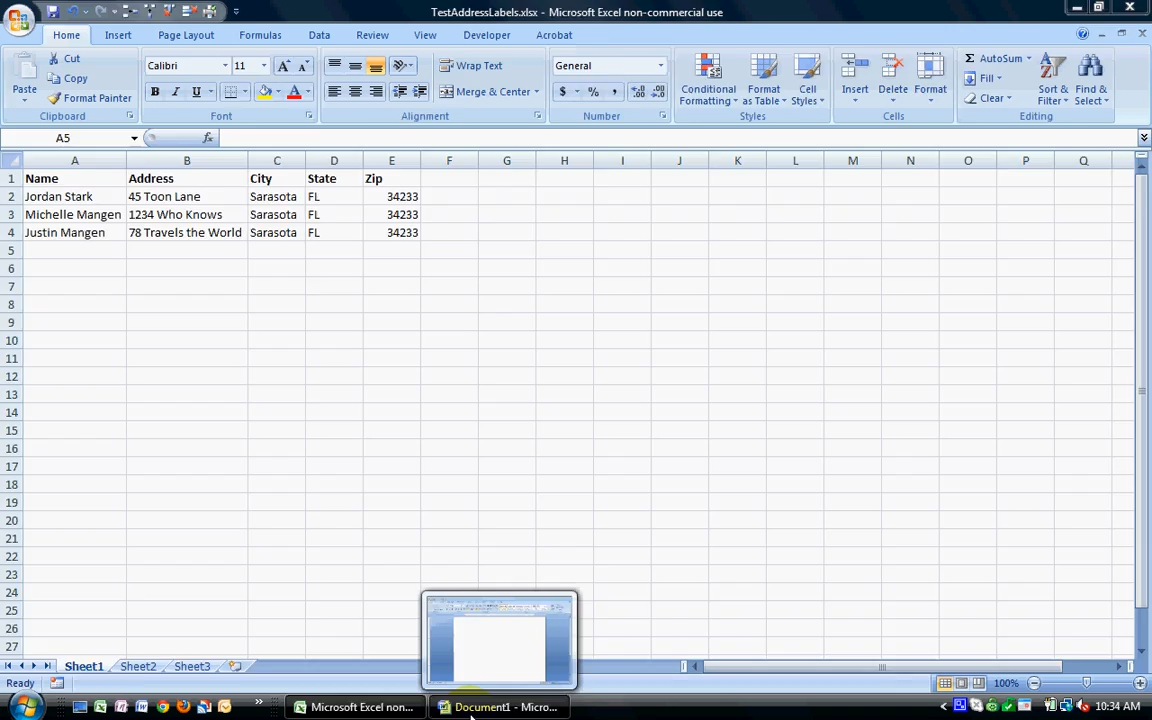 TestAddressLabels.xlsx - Microsoft Excel non-commercial use
Home Insert Page Layout Formulas Data Review View Developer Acrobat
Paste
Cut
Copy
Format Painter
Clipboard
Calibri 11
B I U
Font
Wrap Text
Merge & Center
Alignment
General
$ % ,
Number
Conditional Formatting
Format as Table
Cell Styles
Styles
Insert Delete Format
Cells
AutoSum
Fill
Clear
Sort & Filter
Find & Select
Editing
A5 fx
A B C D E F G H I J K L M N O P Q
1 Name Address City State Zip
2 Jordan Stark 45 Toon Lane Sarasota FL 34233
3 Michelle Mangen 1234 Who Knows Sarasota FL 34233
4 Justin Mangen 78 Travels the World Sarasota FL 34233
5
6
7
8
9
10
11
12
13
14
15
16
17
18
19
20
21
22
23
24
25
26
27
Sheet1 Sheet2 Sheet3
Ready 100%
Microsoft Excel non... Document1 - Micro... 10:34 AM